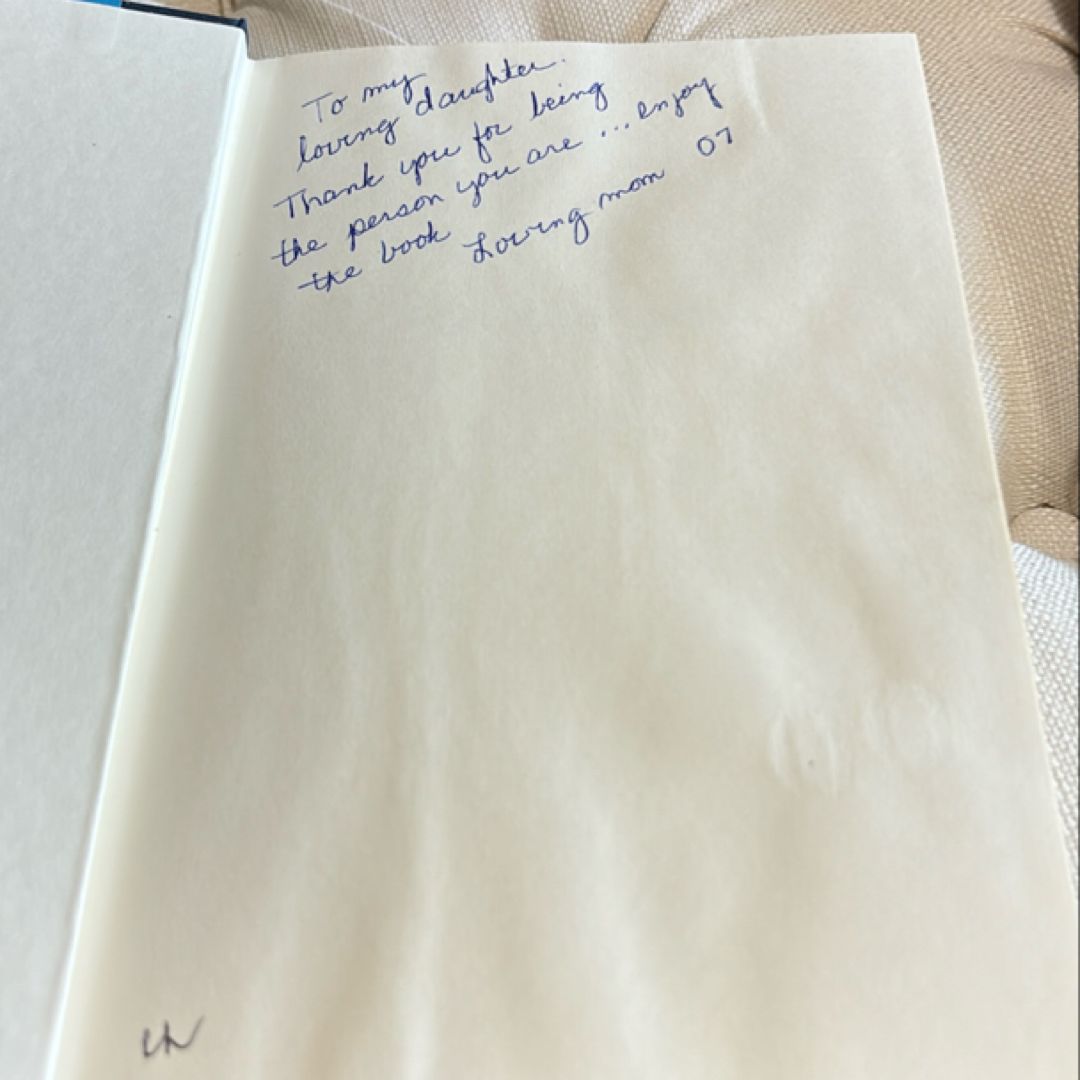 To my
loving daughter.
Thank you for being
the person you are ... enjoy
the book Loving mom 07